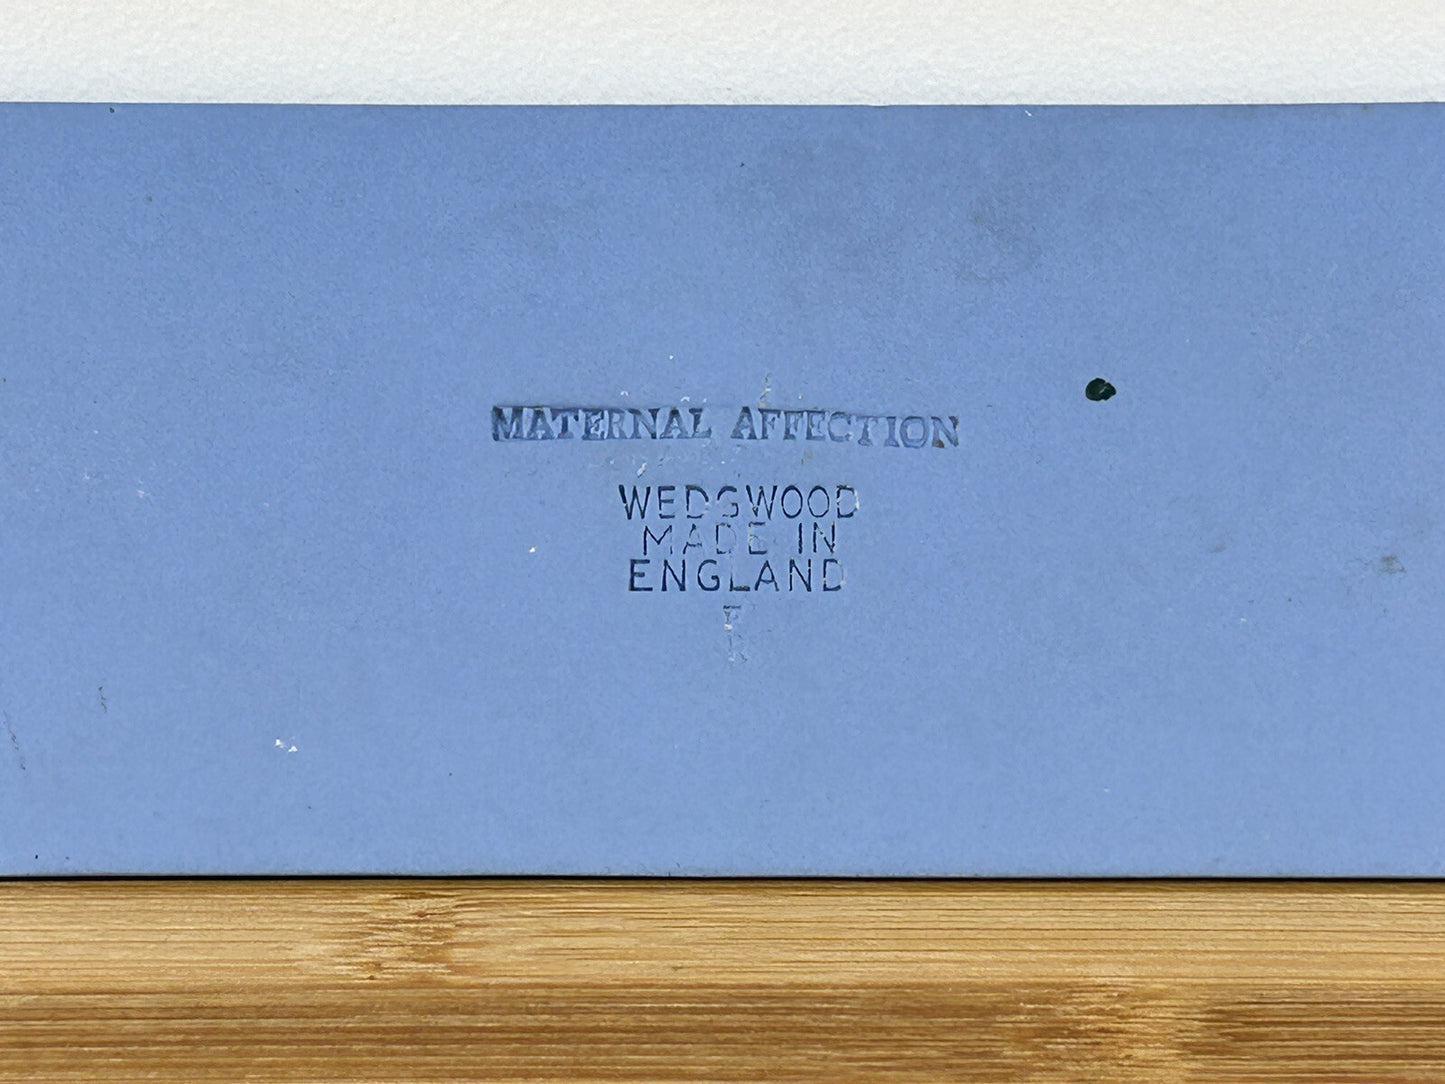 MATERNAL AFFECTION
WEDGWOOD
MADE IN
ENGLAND